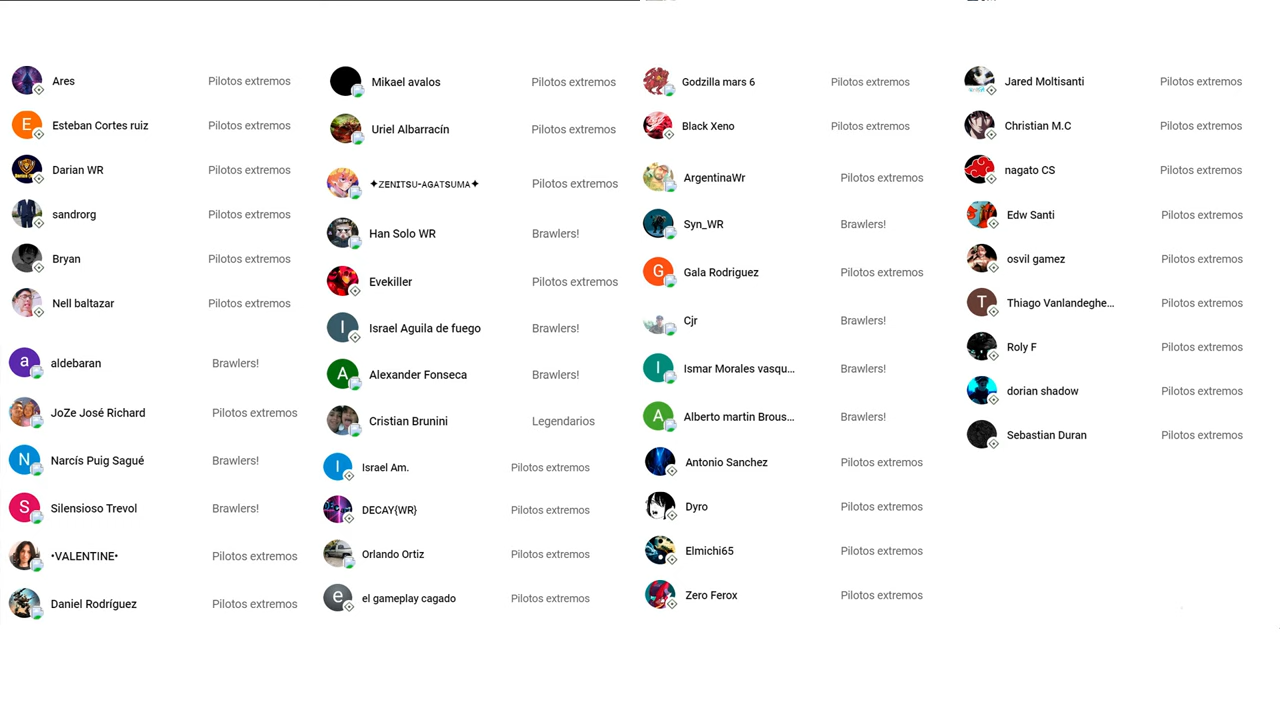 Ares Pilotos extremos
E Esteban Cortes ruiz Pilotos extremos
Darian WR Pilotos extremos
sandrorg Pilotos extremos
Bryan Pilotos extremos
Nell baltazar Pilotos extremos
a aldebaran Brawlers!
JoZe José Richard Pilotos extremos
N Narcís Puig Sagué Brawlers!
S Silensioso Trevol Brawlers!
•VALENTINE• Pilotos extremos
Daniel Rodríguez Pilotos extremos
Mikael avalos Pilotos extremos
Uriel Albarracín Pilotos extremos
✦ᴢᴇɴɪᴛsᴜ-ᴀɢᴀᴛsᴜᴍᴀ✦ Pilotos extremos
Han Solo WR Brawlers!
Evekiller Pilotos extremos
I Israel Aguila de fuego Brawlers!
A Alexander Fonseca Brawlers!
Cristian Brunini Legendarios
I Israel Am. Pilotos extremos
DECAY{WR} Pilotos extremos
Orlando Ortiz Pilotos extremos
e el gameplay cagado Pilotos extremos
Godzilla mars 6 Pilotos extremos
Black Xeno Pilotos extremos
ArgentinaWr Pilotos extremos
Syn_WR Brawlers!
G Gala Rodriguez Pilotos extremos
Cjr Brawlers!
I Ismar Morales vasqu... Brawlers!
A Alberto martin Brous... Brawlers!
Antonio Sanchez Pilotos extremos
Dyro Pilotos extremos
Elmichi65 Pilotos extremos
Zero Ferox Pilotos extremos
Jared Moltisanti Pilotos extremos
Christian M.C Pilotos extremos
nagato CS Pilotos extremos
Edw Santi Pilotos extremos
osvil gamez Pilotos extremos
T Thiago Vanlandeghe... Pilotos extremos
Roly F Pilotos extremos
dorian shadow Pilotos extremos
Sebastian Duran Pilotos extremos